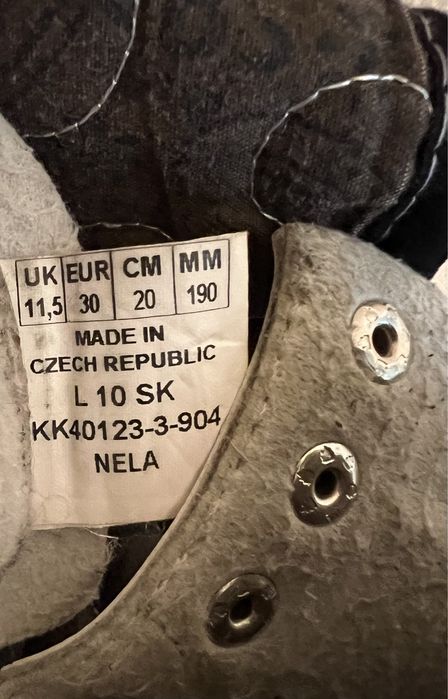 UK EUR CM MM
11,5 30 20 190
MADE IN
CZECH REPUBLIC
L 10 SK
KK40123-3-904
NELA